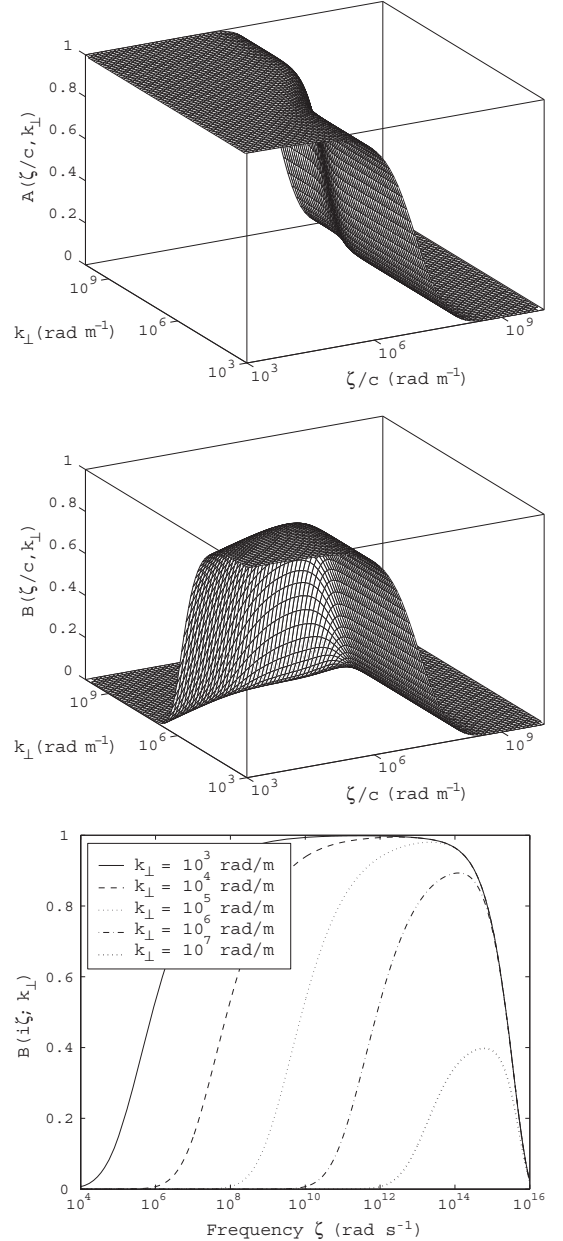 1
0.8
0.6
0.4
0.2
0
A(ζ/c,k⊥)
10⁹
10⁶
10³
k⊥(rad m⁻¹)
10³
10⁶
10⁹
ζ/c (rad m⁻¹)
1
0.8
0.6
0.4
0.2
0
B(ζ/c,k⊥)
10⁹
10⁶
10³
k⊥(rad m⁻¹)
10³
10⁶
10⁹
ζ/c (rad m⁻¹)
1
0.8
0.6
0.4
0.2
0
B(iζ; k⊥)
k⊥ = 10³ rad/m
k⊥ = 10⁴ rad/m
k⊥ = 10⁵ rad/m
k⊥ = 10⁶ rad/m
k⊥ = 10⁷ rad/m
10⁴ 10⁶ 10⁸ 10¹⁰ 10¹² 10¹⁴ 10¹⁶
Frequency ζ (rad s⁻¹)